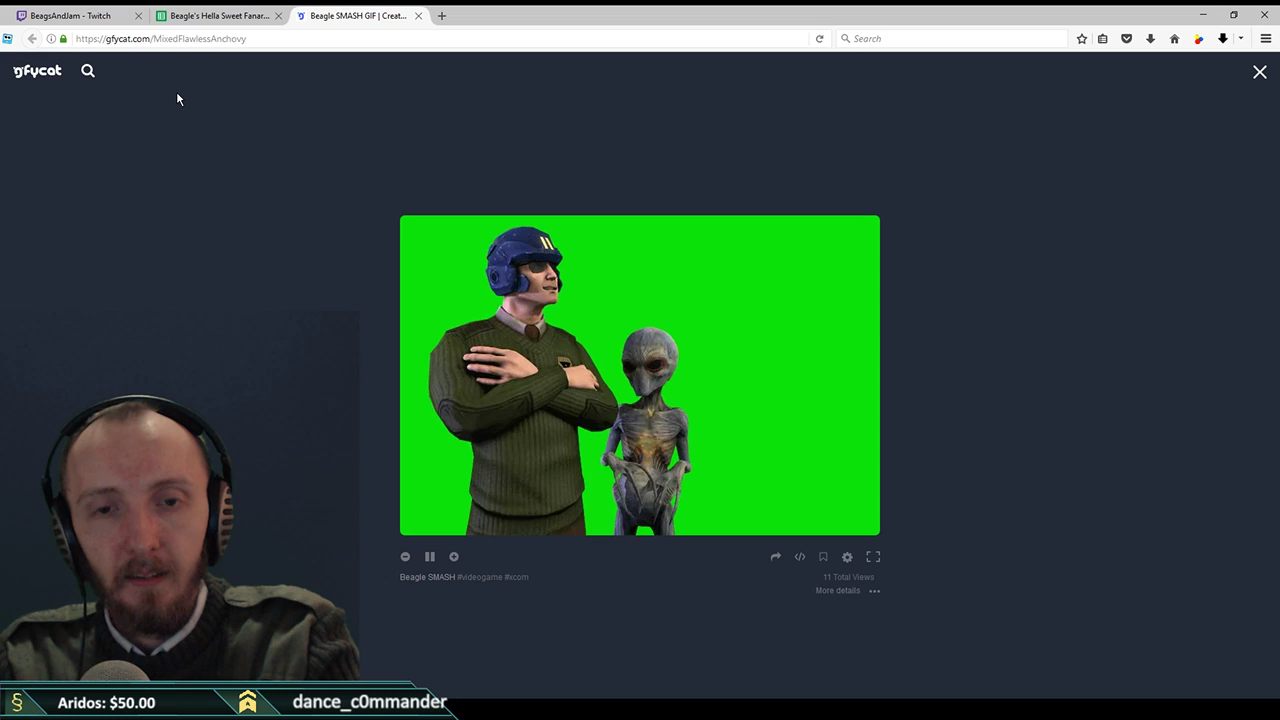 BeagsAndJam - Twitch
Beagle's Hella Sweet Fanar...
Beagle SMASH GIF | Creat...
https://gfycat.com/MixedFlawlessAnchovy
Search
gfycat
Beagle SMASH #videogame #xcom
11 Total Views
More details
Aridos: $50.00
dance_c0mmander